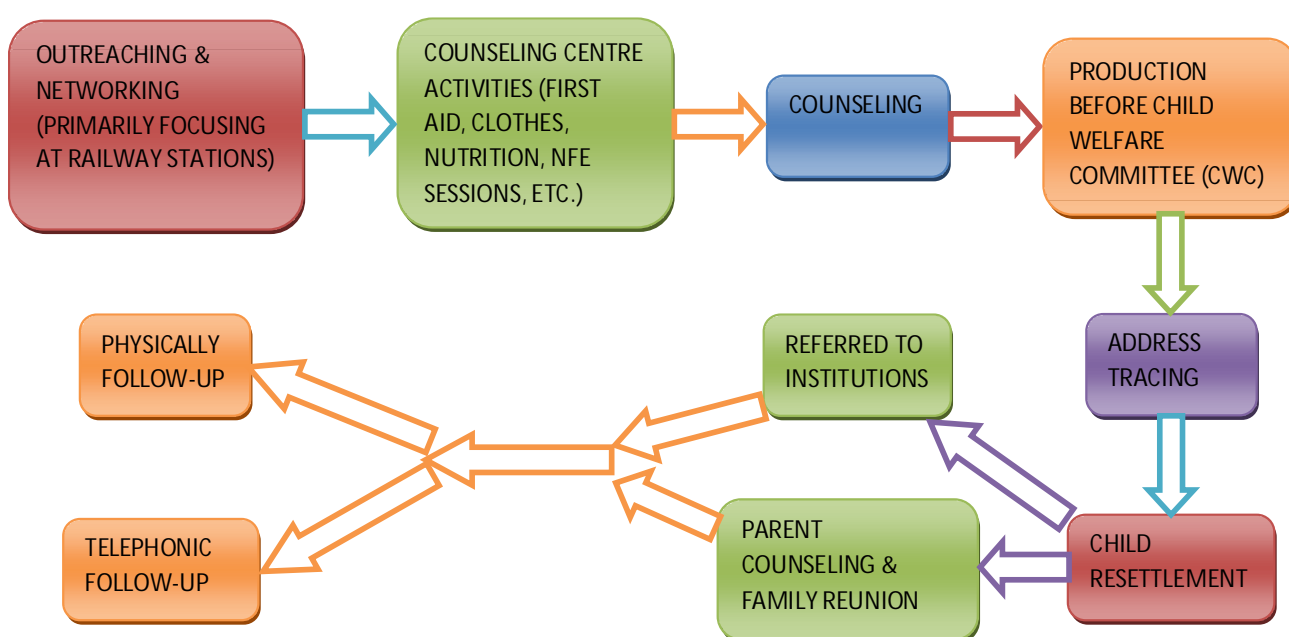 OUTREACHING &
NETWORKING
(PRIMARILY FOCUSING
AT RAILWAY STATIONS)
COUNSELING CENTRE
ACTIVITIES (FIRST
AID, CLOTHES,
NUTRITION, NFE
SESSIONS, ETC.)
COUNSELING
PRODUCTION
BEFORE CHILD
WELFARE
COMMITTEE (CWC)
ADDRESS
TRACING
CHILD
RESETTLEMENT
REFERRED TO
INSTITUTIONS
PARENT
COUNSELING &
FAMILY REUNION
PHYSICALLY
FOLLOW-UP
TELEPHONIC
FOLLOW-UP